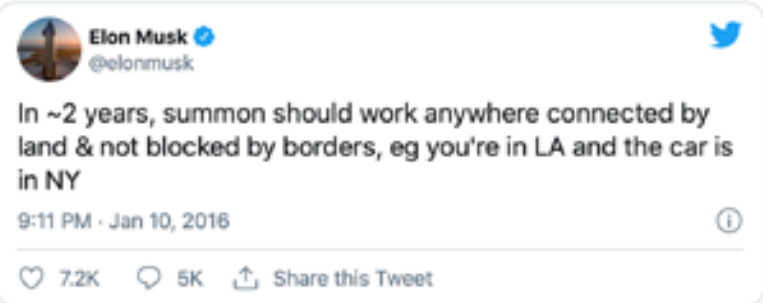 Elon Musk
@elonmusk
In ~2 years, summon should work anywhere connected by
land & not blocked by borders, eg you're in LA and the car is
in NY
9:11 PM · Jan 10, 2016
7.2K 5K Share this Tweet